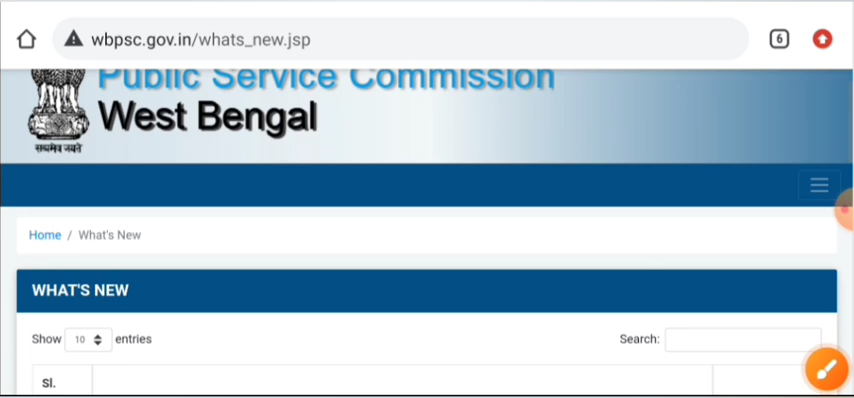 wbpsc.gov.in/whats_new.jsp
6
Public Service Commission
West Bengal
सत्यमेव जयते
Home / What's New
WHAT'S NEW
Show 10 entries
Search:
Sl.